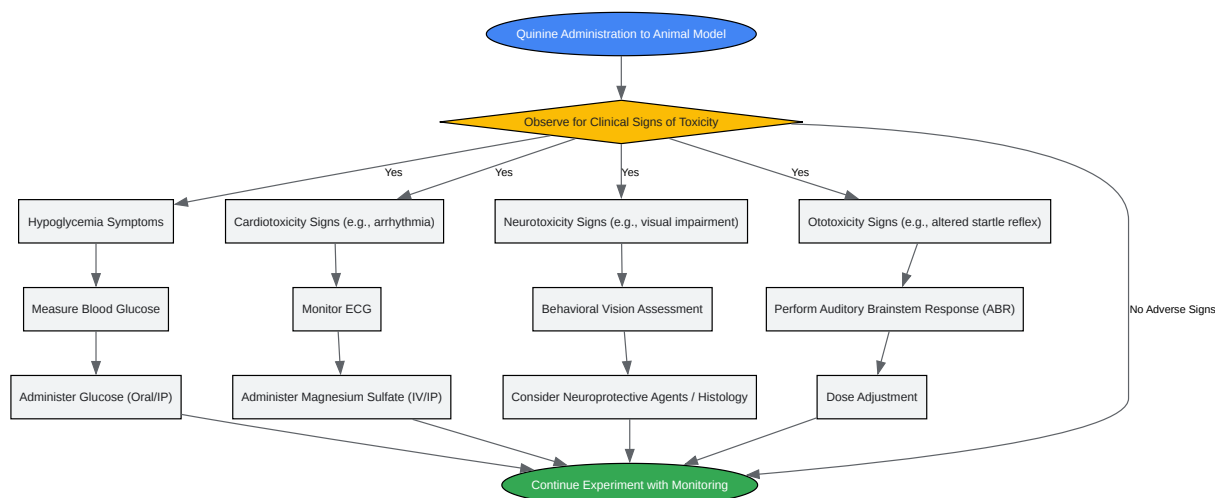 Quinine Administration to Animal Model
Observe for Clinical Signs of Toxicity
Yes
Yes
Yes
Yes
Hypoglycemia Symptoms
Cardiotoxicity Signs (e.g., arrhythmia)
Neurotoxicity Signs (e.g., visual impairment)
Ototoxicity Signs (e.g., altered startle reflex)
Measure Blood Glucose
Monitor ECG
Behavioral Vision Assessment
Perform Auditory Brainstem Response (ABR)
No Adverse Signs
Administer Glucose (Oral/IP)
Administer Magnesium Sulfate (IV/IP)
Consider Neuroprotective Agents / Histology
Dose Adjustment
Continue Experiment with Monitoring